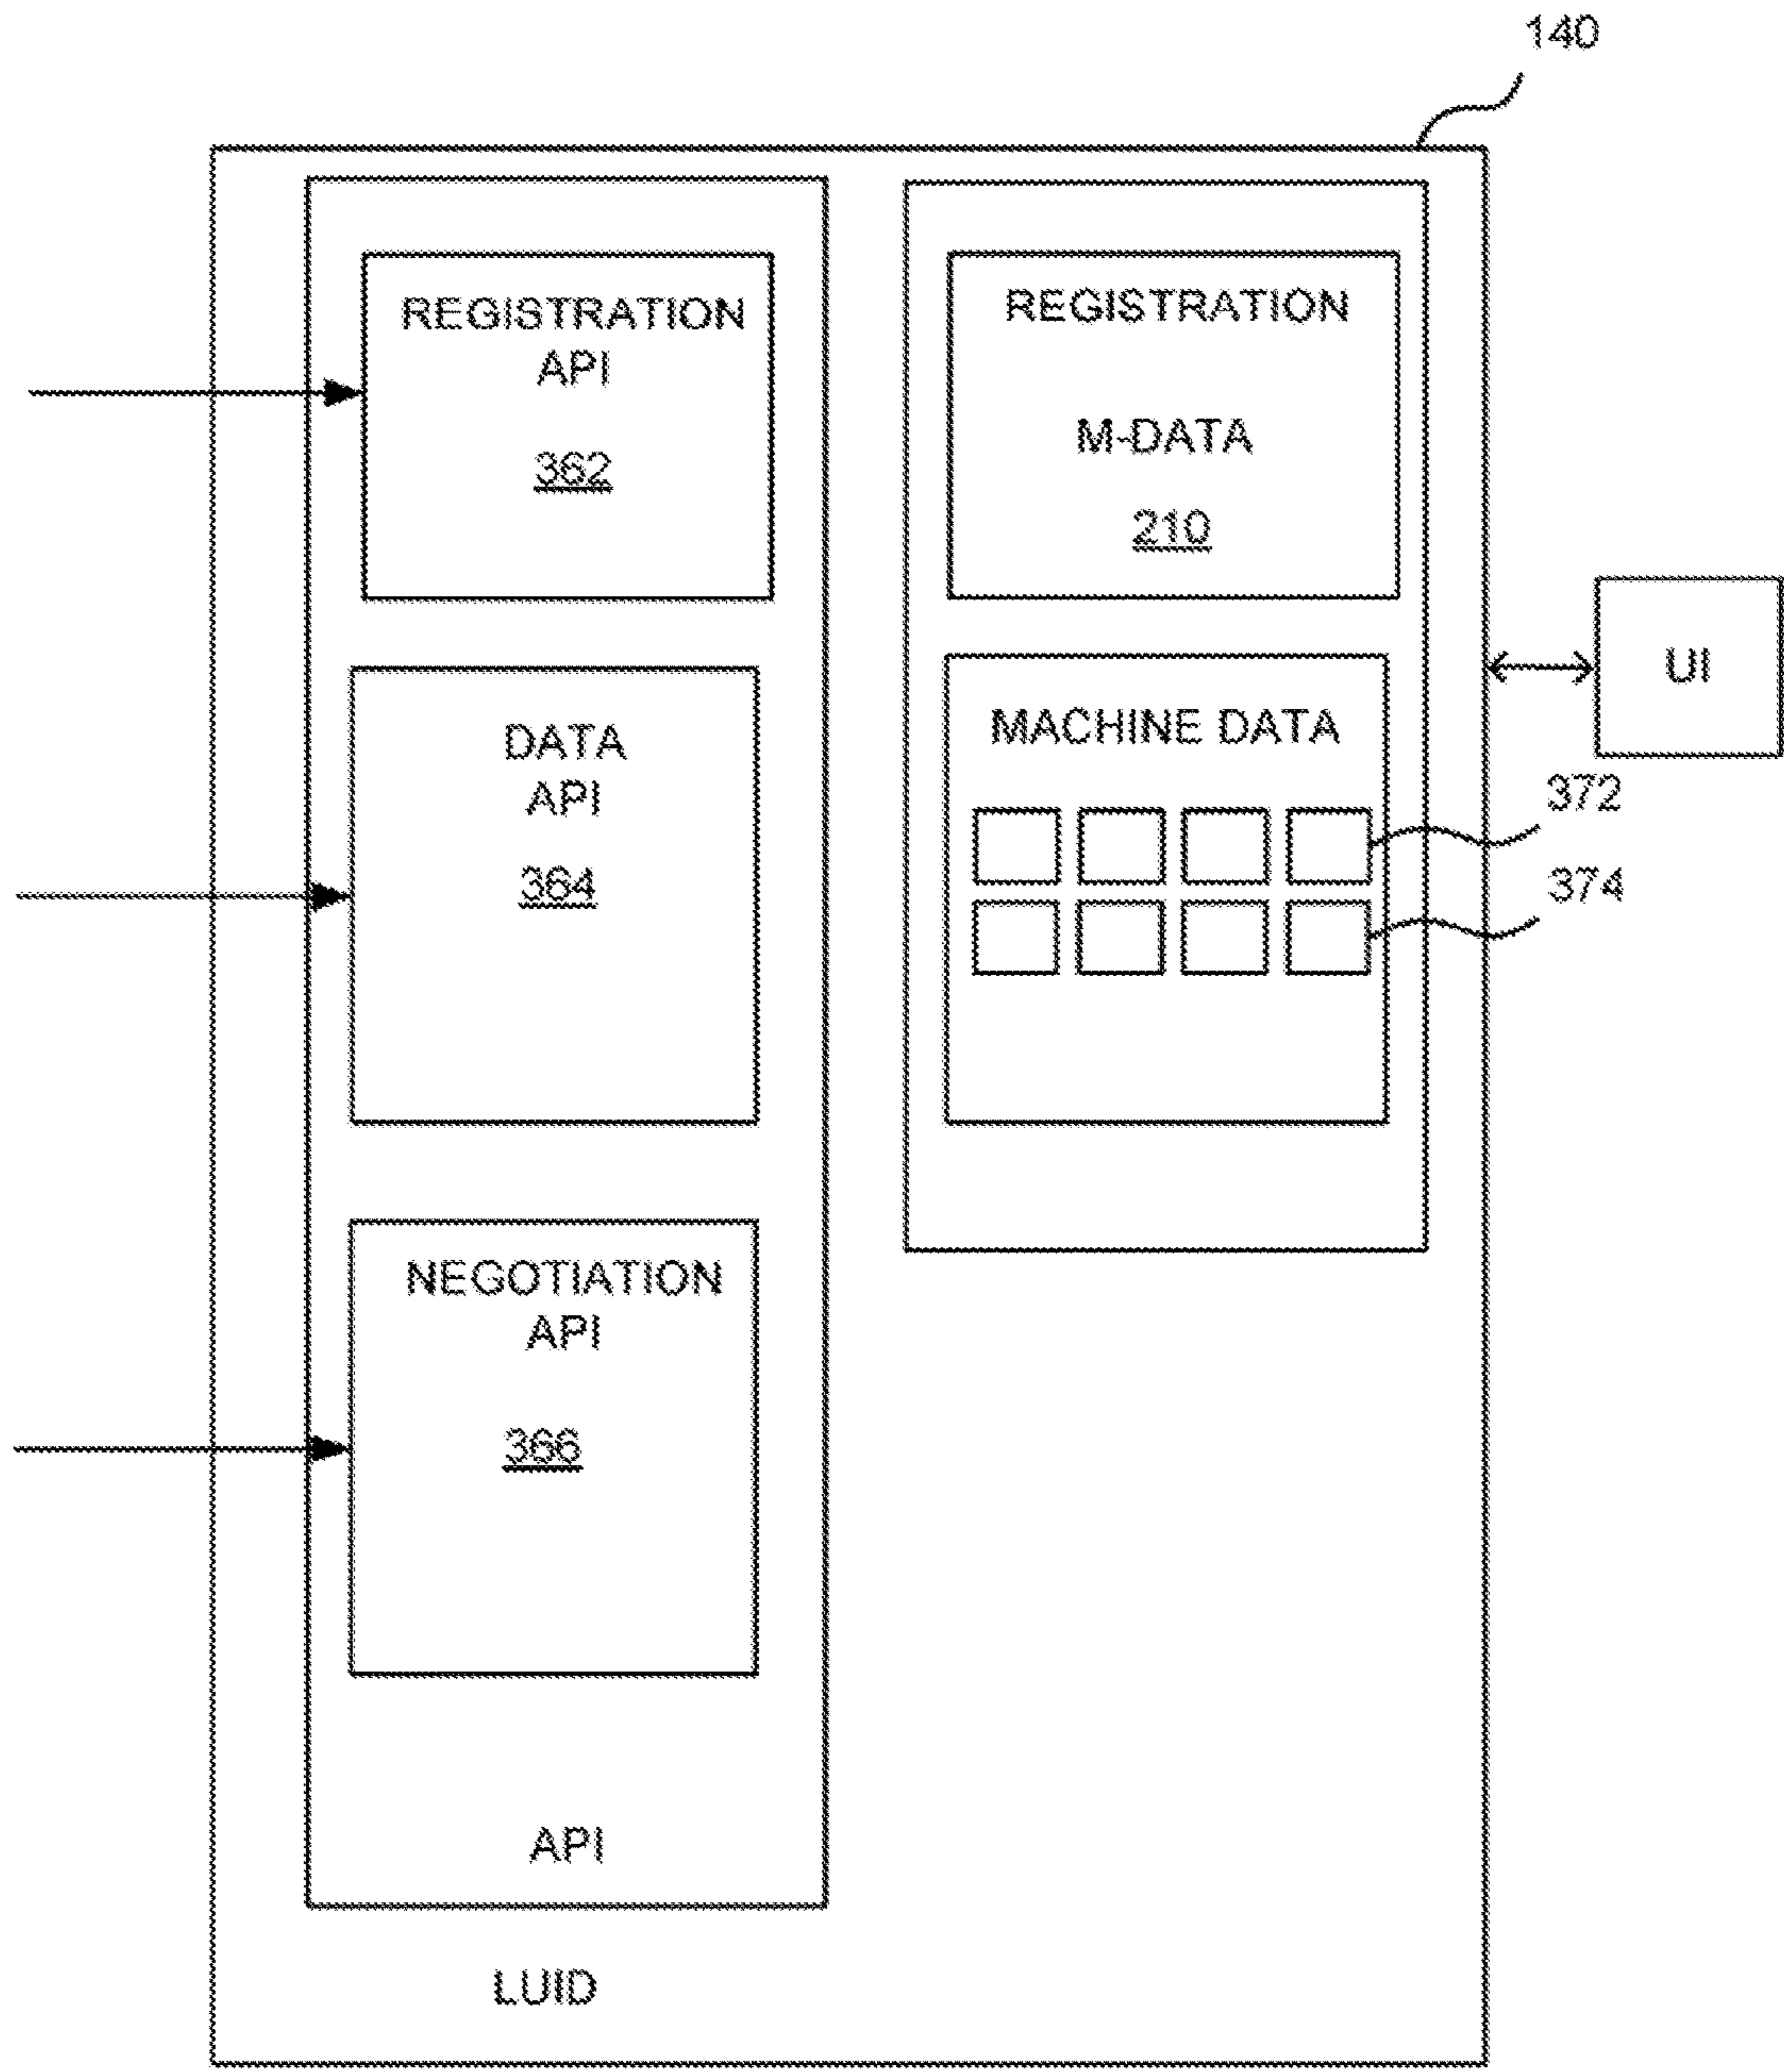 140
REGISTRATION
API
362
REGISTRATION
M-DATA
210
UI
DATA
API
364
MACHINE DATA
372
374
NEGOTIATION
API
366
API
LUID